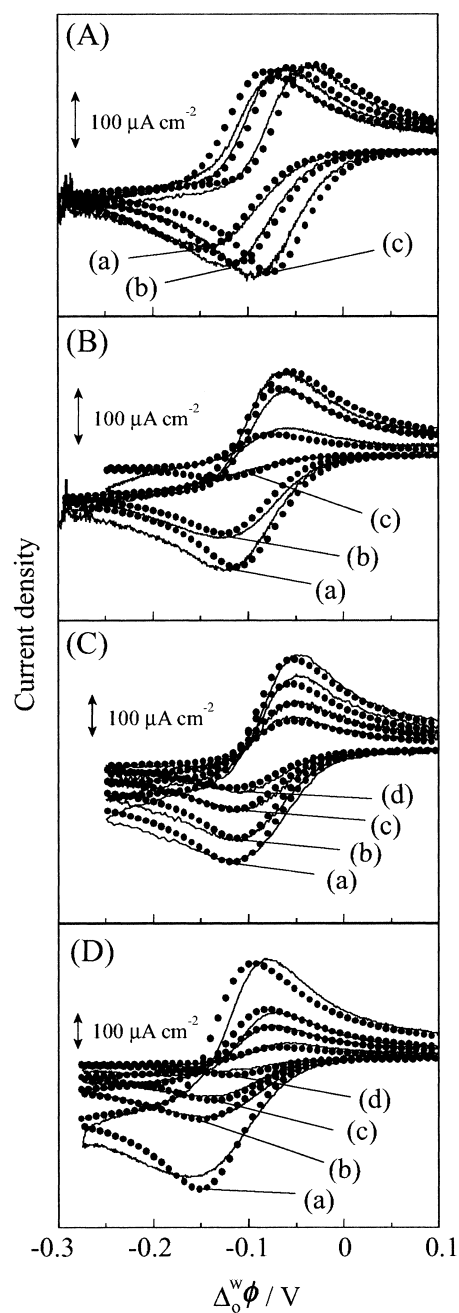 (A)
100 μA cm-2
(c)
(a)
(b)
(B)
100 μA cm-2
(c)
(b)
(a)
(C)
100 μA cm-2
(d)
(c)
(b)
(a)
(D)
100 μA cm-2
(d)
(c)
(b)
(a)
Current density
-0.3 -0.2 -0.1 0 0.1
Δowϕ / V